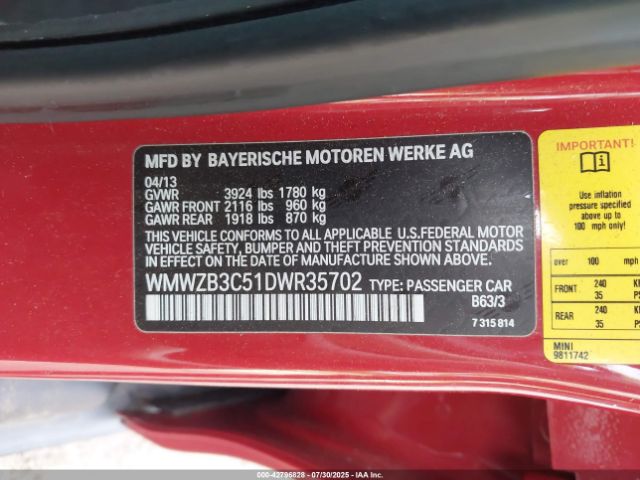 MFD BY BAYERISCHE MOTOREN WERKE AG
04/13
GVWR 3924 lbs 1780 kg
GAWR FRONT 2116 lbs 960 kg
GAWR REAR 1918 lbs 870 kg
THIS VEHICLE CONFORMS TO ALL APPLICABLE U.S.FEDERAL MOTOR
VEHICLE SAFETY, BUMPER AND THEFT PREVENTION STANDARDS
IN EFFECT ON THE DATE OF MANUFACTURE SHOWN ABOVE.
WMWZB3C51DWR35702 TYPE: PASSENGER CAR
B63/3
7 315 814
IMPORTANT!
Use inflation
pressure specified
above up to
100 mph only!
over 100 mph
FRONT 240
35
REAR 240
35
MINI
9811742
000-42796828 07/30/2025 IAAI.COM